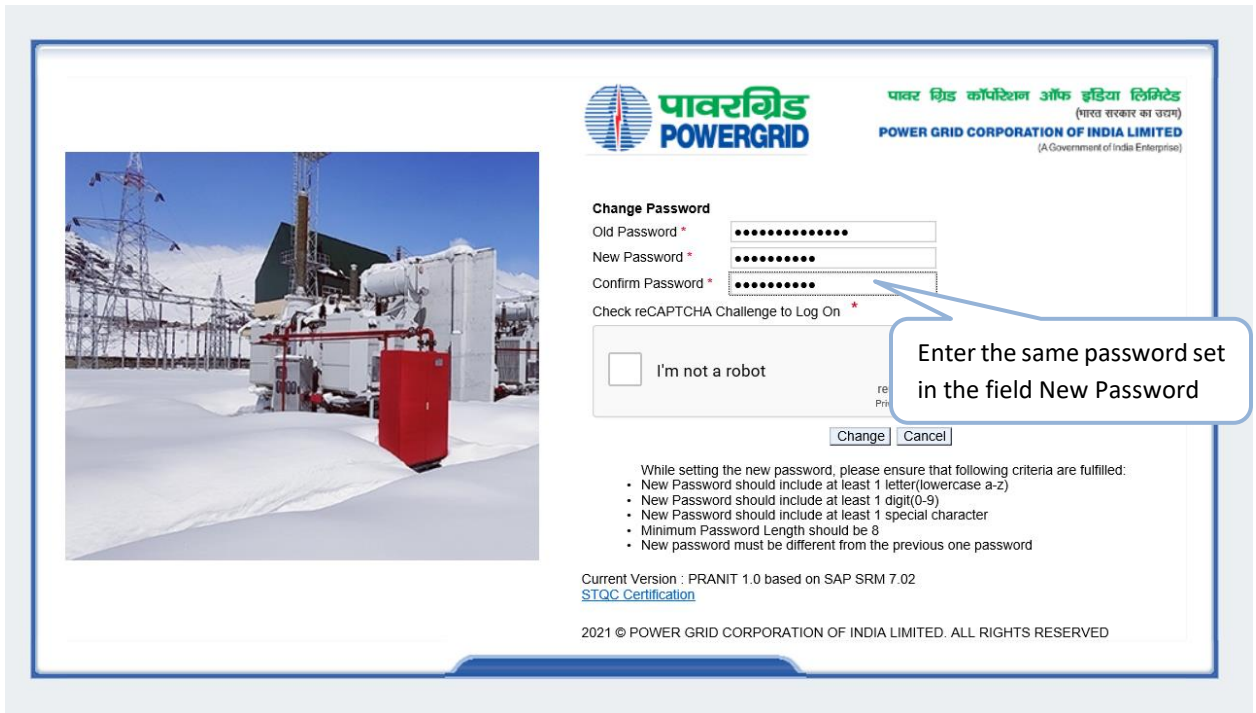 पावरग्रिड
POWERGRID
पावर ग्रिड कॉर्पोरेशन ऑफ इंडिया लिमिटेड
(भारत सरकार का उद्यम)
POWER GRID CORPORATION OF INDIA LIMITED
(A Government of India Enterprise)
Change Password
Old Password *
New Password *
Confirm Password *
Check reCAPTCHA Challenge to Log On *
Enter the same password set
in the field New Password
I'm not a robot
Change Cancel
While setting the new password, please ensure that following criteria are fulfilled:
• New Password should include at least 1 letter(lowercase a-z)
• New Password should include at least 1 digit(0-9)
• New Password should include at least 1 special character
• Minimum Password Length should be 8
• New password must be different from the previous one password
Current Version : PRANIT 1.0 based on SAP SRM 7.02
STQC Certification
2021 © POWER GRID CORPORATION OF INDIA LIMITED. ALL RIGHTS RESERVED